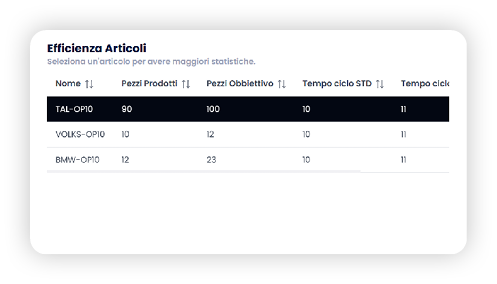 Efficienza Articoli
Seleziona un'articolo per avere maggiori statistiche.
Nome Pezzi Prodotti Pezzi Obbiettivo Tempo ciclo STD Tempo cicl
TAL-OP10 90 100 10 11
VOLKS-OP10 10 12 10 11
BMW-OP10 12 23 10 11